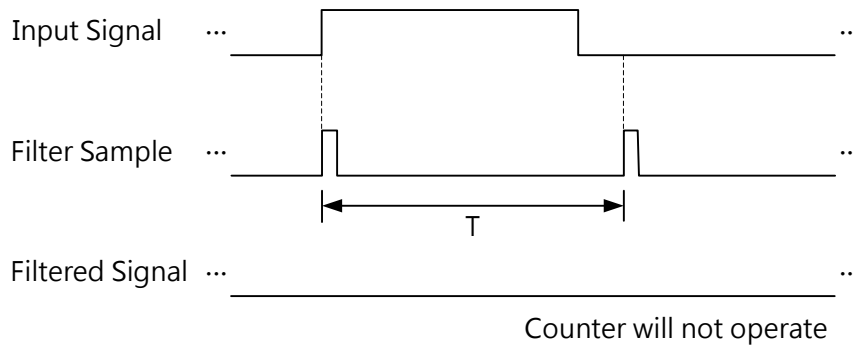 Input Signal ... ..
Filter Sample ... ..
T
Filtered Signal ... ..
Counter will not operate